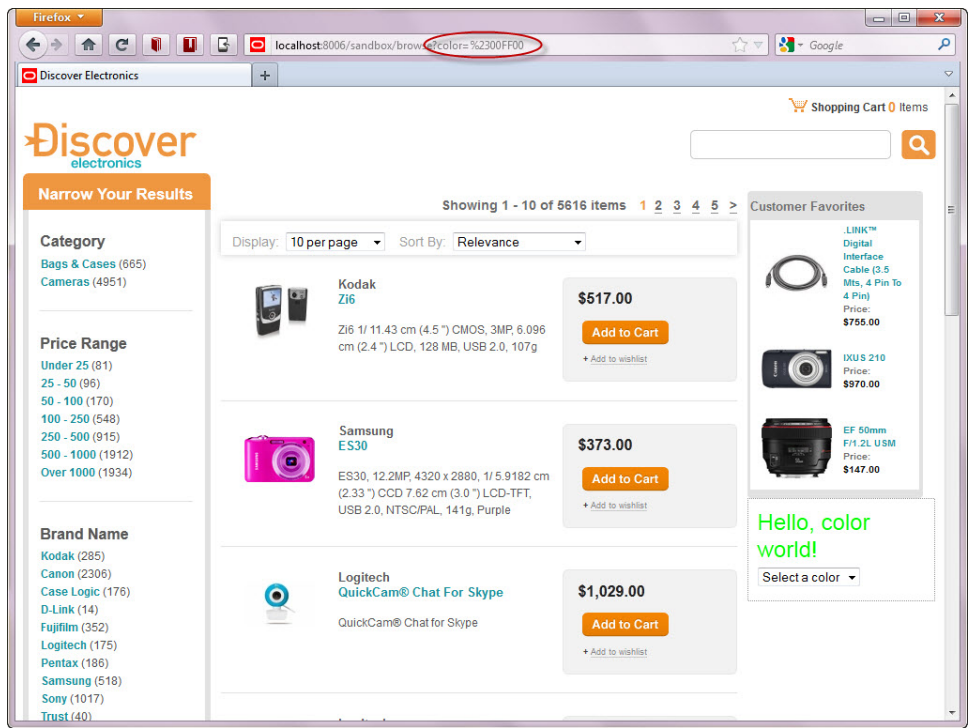 Firefox
localhost:8006/sandbox/browse?color=%2300FF00
Google
Discover Electronics
Shopping Cart 0 Items
Discover
electronics
Narrow Your Results
Category
Bags & Cases (665)
Cameras (4951)
Price Range
Under 25 (81)
25 - 50 (96)
50 - 100 (170)
100 - 250 (548)
250 - 500 (915)
500 - 1000 (1912)
Over 1000 (1934)
Brand Name
Kodak (285)
Canon (2306)
Case Logic (176)
D-Link (14)
Fujifilm (352)
Logitech (175)
Pentax (186)
Samsung (518)
Sony (1017)
Trust (40)
Showing 1 - 10 of 5616 items 1 2 3 4 5 >
Display: 10 per page Sort By: Relevance
Kodak
Zi6
Zi6 1/ 11.43 cm (4.5 ") CMOS, 3MP, 6.096
cm (2.4 ") LCD, 128 MB, USB 2.0, 107g
$517.00
Add to Cart
+ Add to wishlist
Samsung
ES30
ES30, 12.2MP, 4320 x 2880, 1/ 5.9182 cm
(2.33 ") CCD 7.62 cm (3.0 ") LCD-TFT,
USB 2.0, NTSC/PAL, 141g, Purple
$373.00
Add to Cart
+ Add to wishlist
Logitech
QuickCam® Chat For Skype
QuickCam® Chat for Skype
$1,029.00
Add to Cart
+ Add to wishlist
Customer Favorites
.LINK™
Digital
Interface
Cable (3.5
Mts, 4 Pin To
4 Pin)
Price:
$755.00
IXUS 210
Price:
$970.00
EF 50mm
F/1.2L USM
Price:
$147.00
Hello, color
world!
Select a color